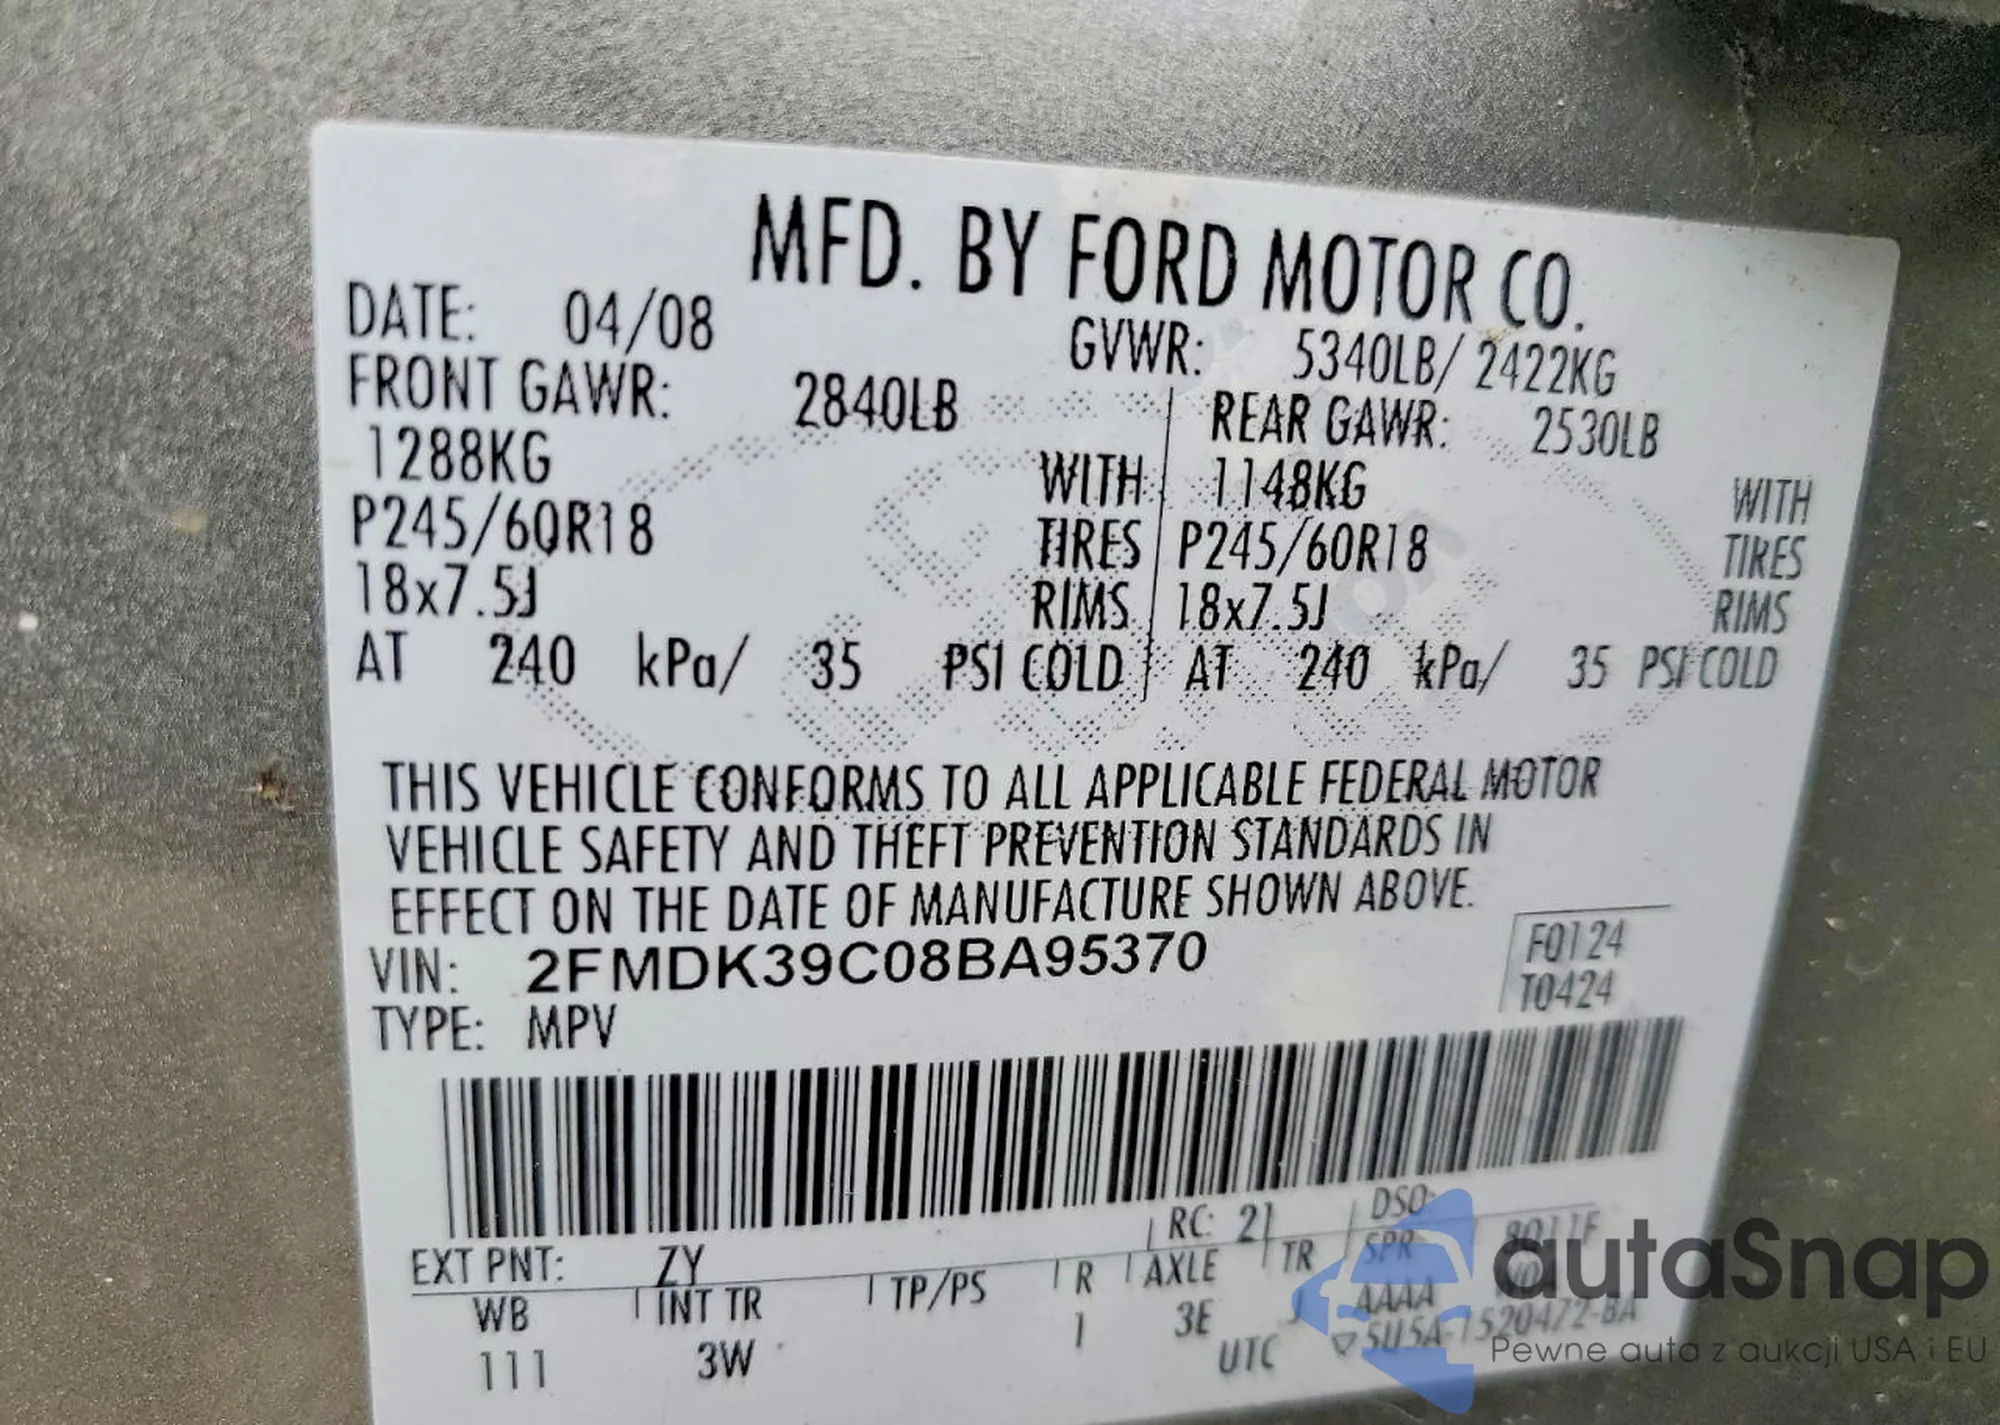 MFD. BY FORD MOTOR CO.
DATE: 04/08 GVWR: 5340LB/ 2422KG
FRONT GAWR: 2840LB REAR GAWR: 2530LB
1288KG WITH 1148KG WITH
P245/60R18 TIRES P245/60R18 TIRES
18x7.5J RIMS 18x7.5J RIMS
AT 240 kPa/ 35 PSI COLD AT 240 kPa/ 35 PSI COLD
THIS VEHICLE CONFORMS TO ALL APPLICABLE FEDERAL MOTOR
VEHICLE SAFETY AND THEFT PREVENTION STANDARDS IN
EFFECT ON THE DATE OF MANUFACTURE SHOWN ABOVE.
VIN: 2FMDK39C08BA95370
F0124
T0424
TYPE: MPV
RC: 21 DSO:
EXT PNT: ZY
WB INT TR TP/PS R AXLE TR SPR
111 3W 1 3E J AAAA
UTC
autoSnap
Pewne auta z aukcji USA i EU